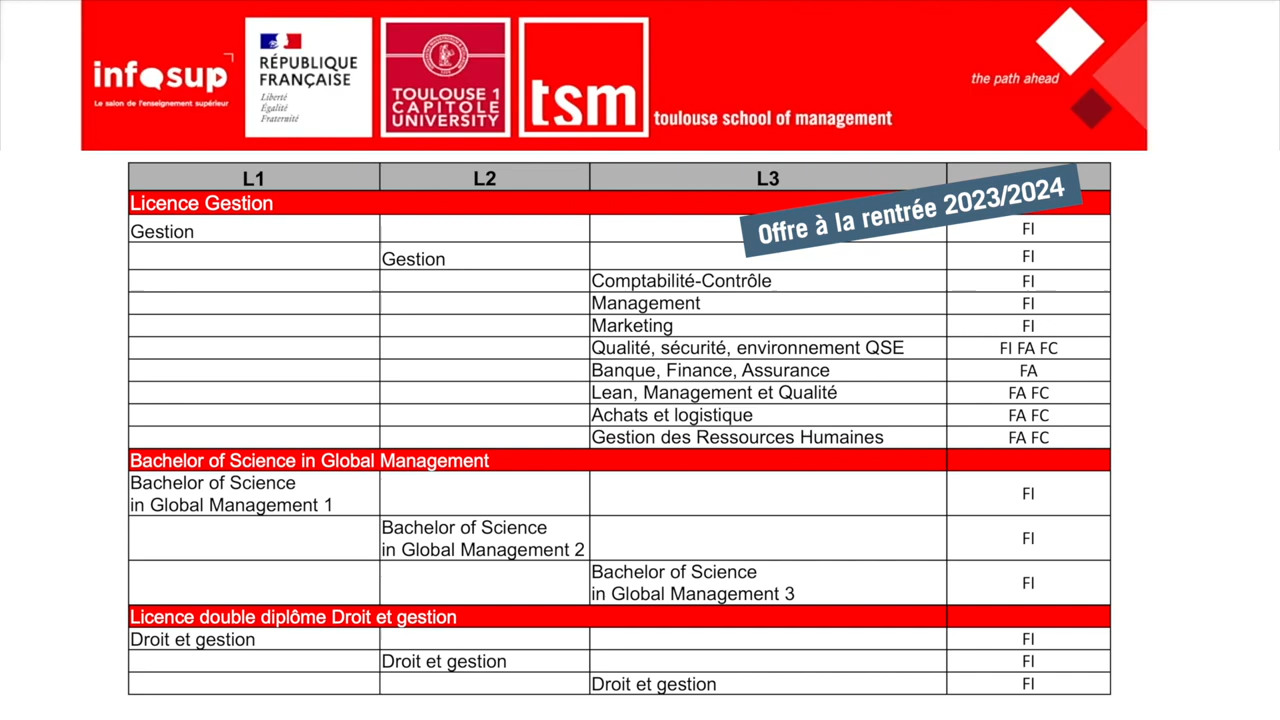 infosup
Le salon de l'enseignement supérieur
RÉPUBLIQUE
FRANÇAISE
Liberté
Égalité
Fraternité
TOULOUSE 1
CAPITOLE
UNIVERSITY
tsm
toulouse school of management
the path ahead
L1 L2 L3
Offre à la rentrée 2023/2024
Licence Gestion
Gestion FI
Gestion FI
Comptabilité-Contrôle FI
Management FI
Marketing FI
Qualité, sécurité, environnement QSE FI FA FC
Banque, Finance, Assurance FA
Lean, Management et Qualité FA FC
Achats et logistique FA FC
Gestion des Ressources Humaines FA FC
Bachelor of Science in Global Management
Bachelor of Science
in Global Management 1 FI
Bachelor of Science
in Global Management 2 FI
Bachelor of Science
in Global Management 3 FI
Licence double diplôme Droit et gestion
Droit et gestion FI
Droit et gestion FI
Droit et gestion FI